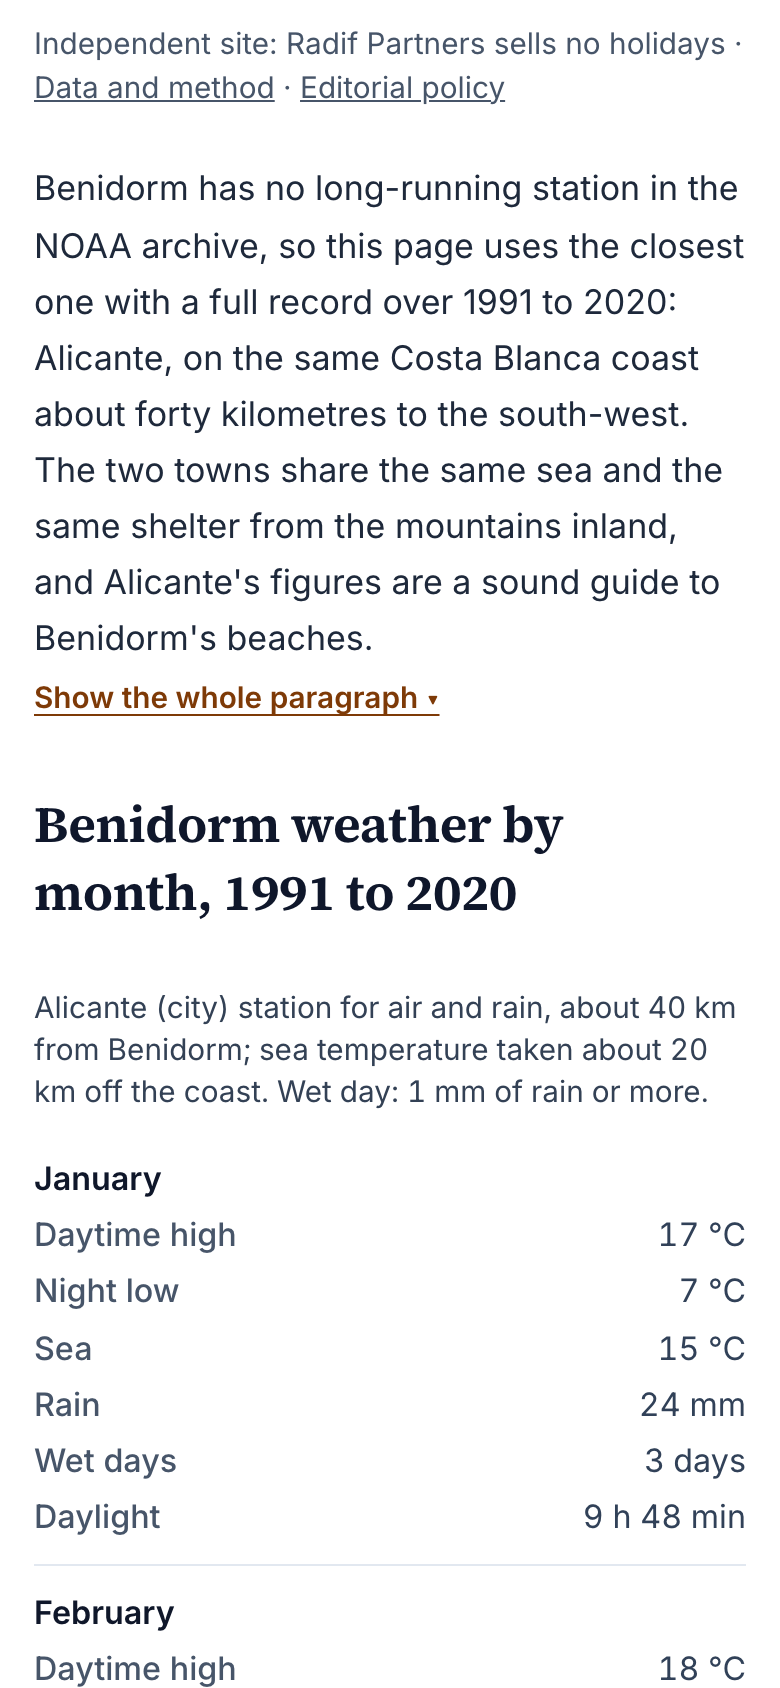 Independent site: Radif Partners sells no holidays ·
Data and method · Editorial policy
Benidorm has no long-running station in the
NOAA archive, so this page uses the closest
one with a full record over 1991 to 2020:
Alicante, on the same Costa Blanca coast
about forty kilometres to the south-west.
The two towns share the same sea and the
same shelter from the mountains inland,
and Alicante's figures are a sound guide to
Benidorm's beaches.
Show the whole paragraph ▾
Benidorm weather by
month, 1991 to 2020
Alicante (city) station for air and rain, about 40 km
from Benidorm; sea temperature taken about 20
km off the coast. Wet day: 1 mm of rain or more.
January
Daytime high 17 °C
Night low 7 °C
Sea 15 °C
Rain 24 mm
Wet days 3 days
Daylight 9 h 48 min
February
Daytime high 18 °C